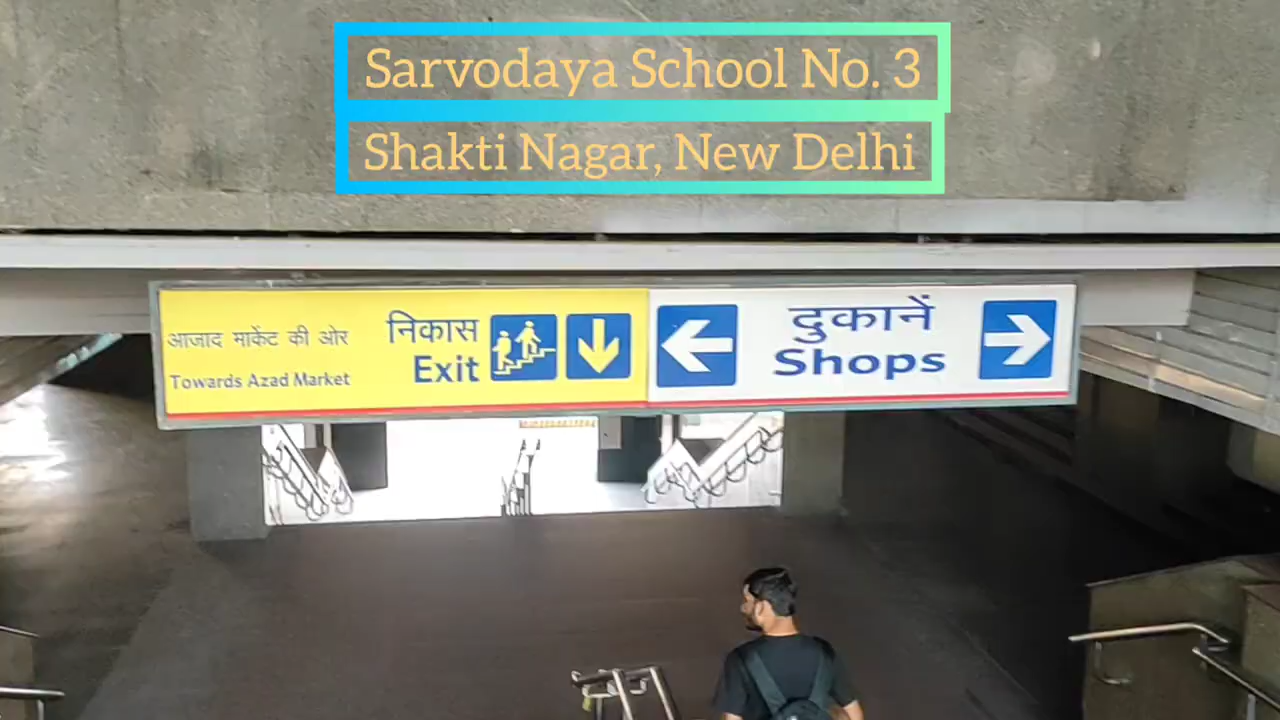 Sarvodaya School No. 3
Shakti Nagar, New Delhi
आजाद मार्केट की ओर
Towards Azad Market
निकास
Exit
दुकानें
Shops